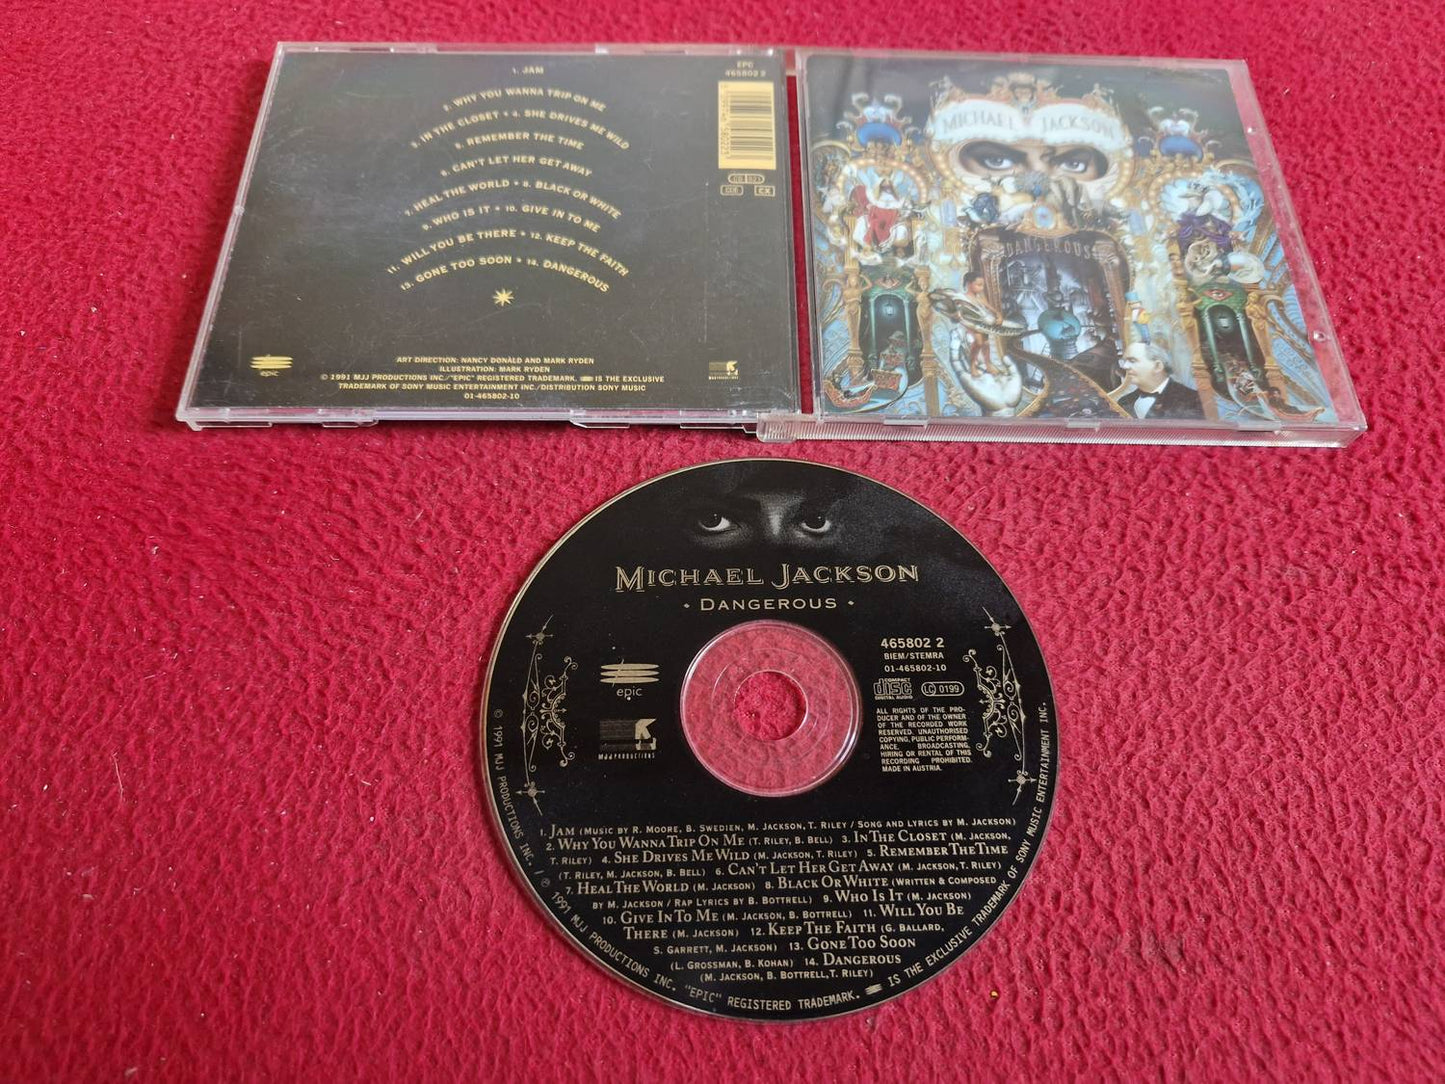 1. JAM
2. WHY YOU WANNA TRIP ON ME
3. IN THE CLOSET • 4. SHE DRIVES ME WILD
5. REMEMBER THE TIME
6. CAN'T LET HER GET AWAY
7. HEAL THE WORLD • 8. BLACK OR WHITE
9. WHO IS IT • 10. GIVE IN TO ME
11. WILL YOU BE THERE • 12. KEEP THE FAITH
13. GONE TOO SOON • 14. DANGEROUS
EPC
465802 2
ART DIRECTION: NANCY DONALD AND MARK RYDEN
ILLUSTRATION: MARK RYDEN
© 1991 MJJ PRODUCTIONS INC./"EPIC" REGISTERED TRADEMARK. IS THE EXCLUSIVE
TRADEMARK OF SONY MUSIC ENTERTAINMENT INC./DISTRIBUTION SONY MUSIC
01-465802-10
epic
MICHAEL JACKSON
DANGEROUS
MICHAEL JACKSON
• DANGEROUS •
epic
MJJ PRODUCTIONS
465802 2
BIEM/STEMRA
01-465802-10
COMPACT
disc
DIGITAL AUDIO
LC 0199
ALL RIGHTS OF THE PRO-
DUCER AND OF THE OWNER
OF THE RECORDED WORK
RESERVED. UNAUTHORISED
COPYING, PUBLIC PERFORM-
ANCE, BROADCASTING,
HIRING OR RENTAL OF THIS
RECORDING PROHIBITED.
MADE IN AUSTRIA.
1. JAM (MUSIC BY R. MOORE, B. SWEDIEN, M. JACKSON, T. RILEY / SONG AND LYRICS BY M. JACKSON)
2. WHY YOU WANNA TRIP ON ME (T. RILEY, B. BELL) 3. IN THE CLOSET (M. JACKSON,
T. RILEY) 4. SHE DRIVES ME WILD (M. JACKSON, T. RILEY) 5. REMEMBER THE TIME
(T. RILEY, M. JACKSON, B. BELL) 6. CAN'T LET HER GET AWAY (M. JACKSON, T. RILEY)
7. HEAL THE WORLD (M. JACKSON) 8. BLACK OR WHITE (WRITTEN & COMPOSED
BY M. JACKSON / RAP LYRICS BY B. BOTTRELL) 9. WHO IS IT (M. JACKSON)
10. GIVE IN TO ME (M. JACKSON, B. BOTTRELL) 11. WILL YOU BE
THERE (M. JACKSON) 12. KEEP THE FAITH (G. BALLARD,
S. GARRETT, M. JACKSON) 13. GONE TOO SOON
(L. GROSSMAN, B. KOHAN) 14. DANGEROUS
(M. JACKSON, B. BOTTRELL, T. RILEY)
© 1991 MJJ PRODUCTIONS INC. / ℗ 1991 MJJ PRODUCTIONS INC. "EPIC" REGISTERED TRADEMARK. IS THE EXCLUSIVE TRADEMARK OF SONY MUSIC ENTERTAINMENT INC.